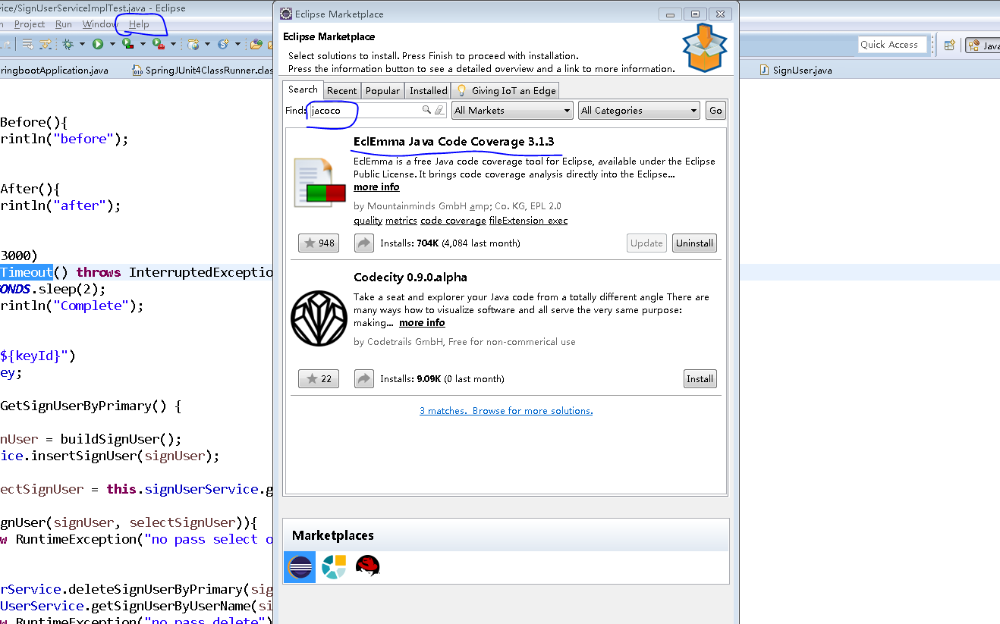 vice/SignUserServiceImplTest.java - Eclipse
Project Run Window Help
Quick Access
Java
ringbootApplication.java
SpringJUnit4ClassRunner.clas
SignUser.java
Before(){
rintln("before");
After(){
rintln("after");
3000)
Timeout() throws InterruptedExceptio
ONDS.sleep(2);
rintln("Complete");
${keyId}")
ey;
GetSignUserByPrimary() {
nUser = buildSignUser();
ice.insertSignUser(signUser);
ectSignUser = this.signUserService.g
gnUser(signUser, selectSignUser)){
w RuntimeException("no pass select o
rService.deleteSignUserByPrimary(sig
UserService.getSignUserByUserName(si
w RuntimeException("no pass delete")
Eclipse Marketplace
Eclipse Marketplace
Select solutions to install. Press Finish to proceed with installation.
Press the information button to see a detailed overview and a link to more information.
Search Recent Popular Installed Giving IoT an Edge
Find: jacoco All Markets All Categories Go
EclEmma Java Code Coverage 3.1.3
EclEmma is a free Java code coverage tool for Eclipse, available under the Eclipse
Public License. It brings code coverage analysis directly into the Eclipse...
more info
by Mountainminds GmbH amp; Co. KG, EPL 2.0
quality metrics code coverage fileExtension_exec
948 Installs: 704K (4,084 last month) Update Uninstall
Codecity 0.9.0.alpha
Take a seat and explorer your Java code from a totally different angle There are
many ways how to visualize software and all serve the very same purpose:
making... more info
by Codetrails GmbH, Free for non-commerical use
22 Installs: 9.09K (0 last month) Install
3 matches. Browse for more solutions.
Marketplaces